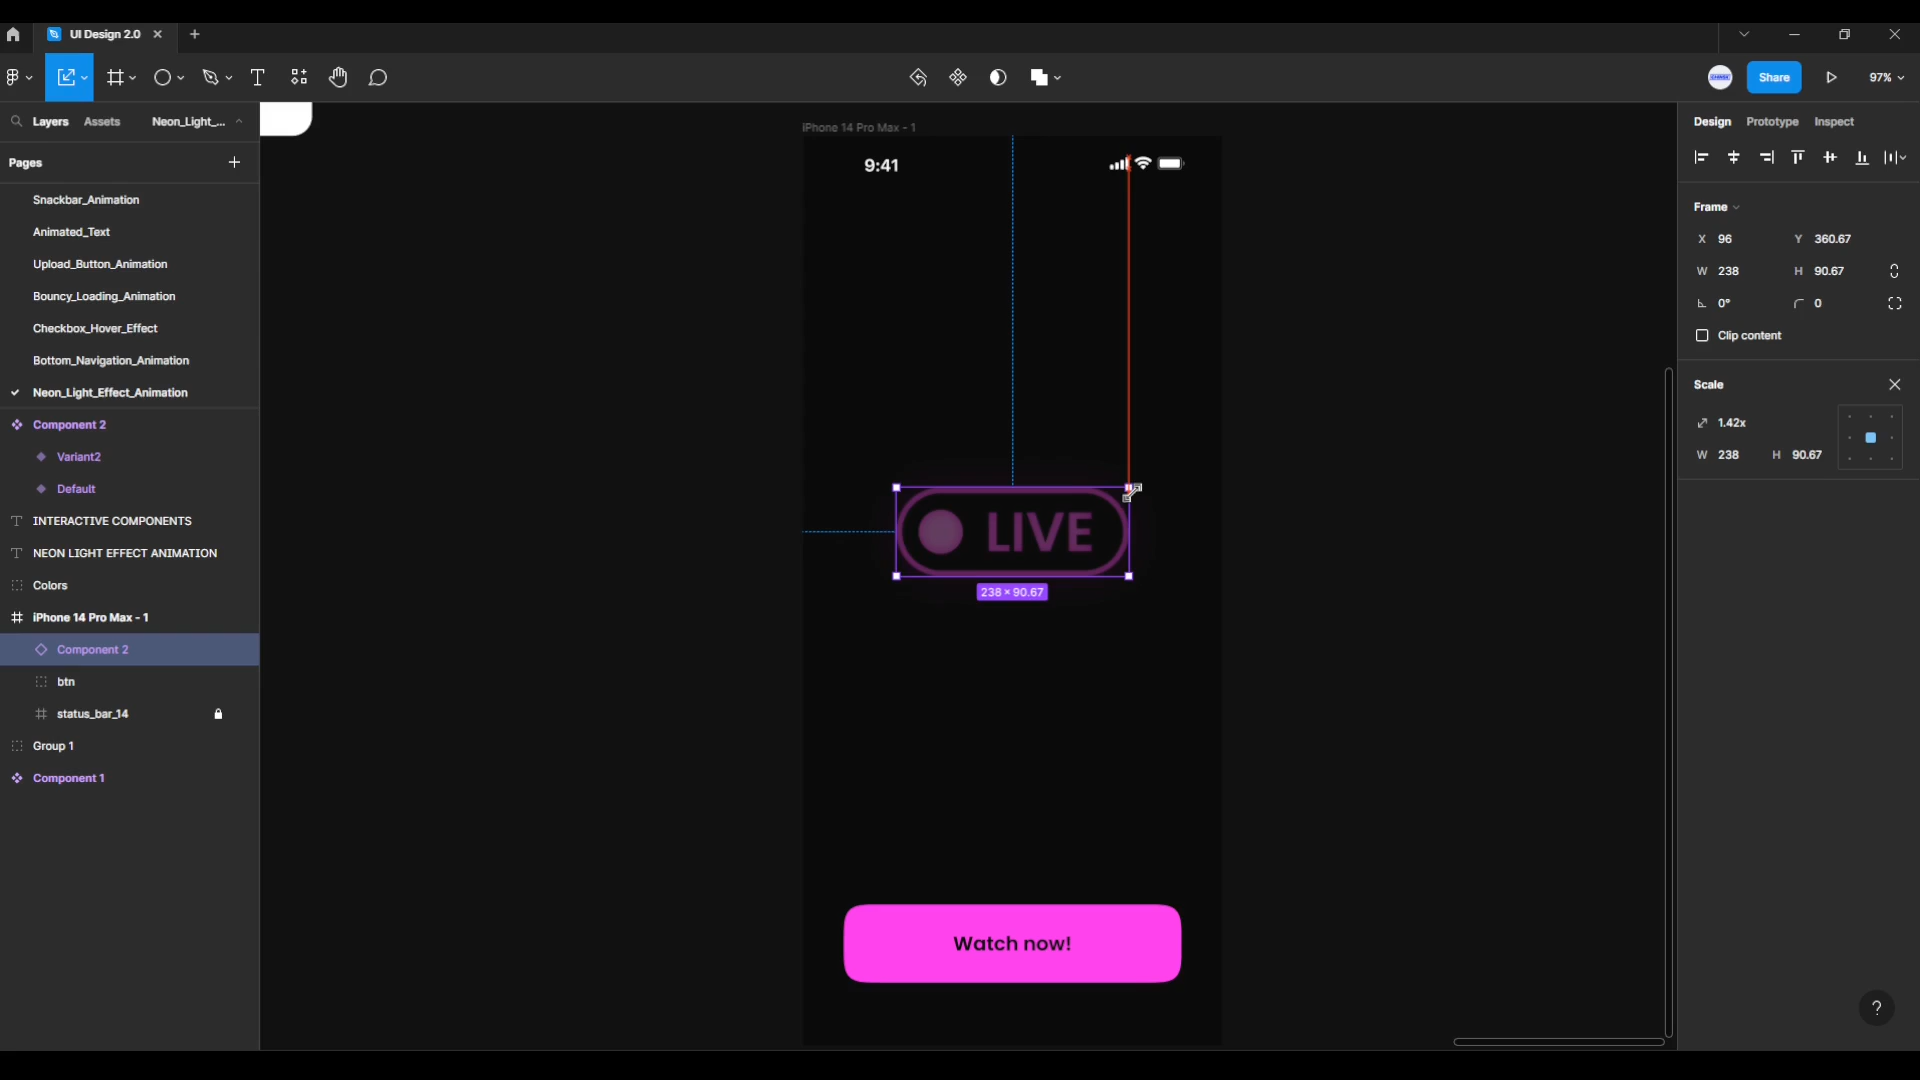 UI Design 2.0
Share
97%
Layers
Assets
Neon_Light_...
Pages
Snackbar_Animation
Animated_Text
Upload_Button_Animation
Bouncy_Loading_Animation
Checkbox_Hover_Effect
Bottom_Navigation_Animation
Neon_Light_Effect_Animation
Component 2
Variant2
Default
INTERACTIVE COMPONENTS
NEON LIGHT EFFECT ANIMATION
Colors
iPhone 14 Pro Max - 1
Component 2
btn
status_bar_14
Group 1
Component 1
iPhone 14 Pro Max - 1
9:41
LIVE
238 × 90.67
Watch now!
Design
Prototype
Inspect
Frame
X 96
Y 360.67
W 238
H 90.67
0°
0
Clip content
Scale
1.42x
W 238
H 90.67
?